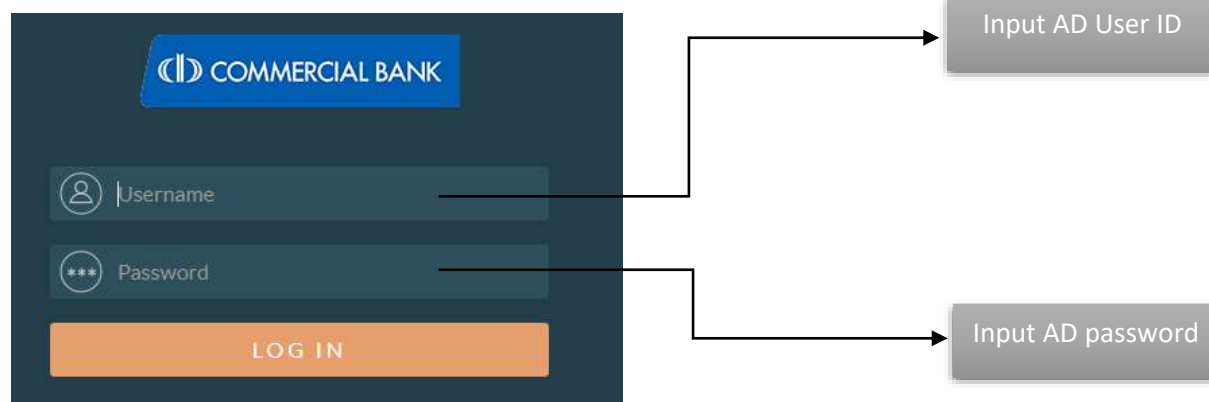 Input AD User ID
COMMERCIAL BANK
Username
***
Password
Input AD password
LOG IN